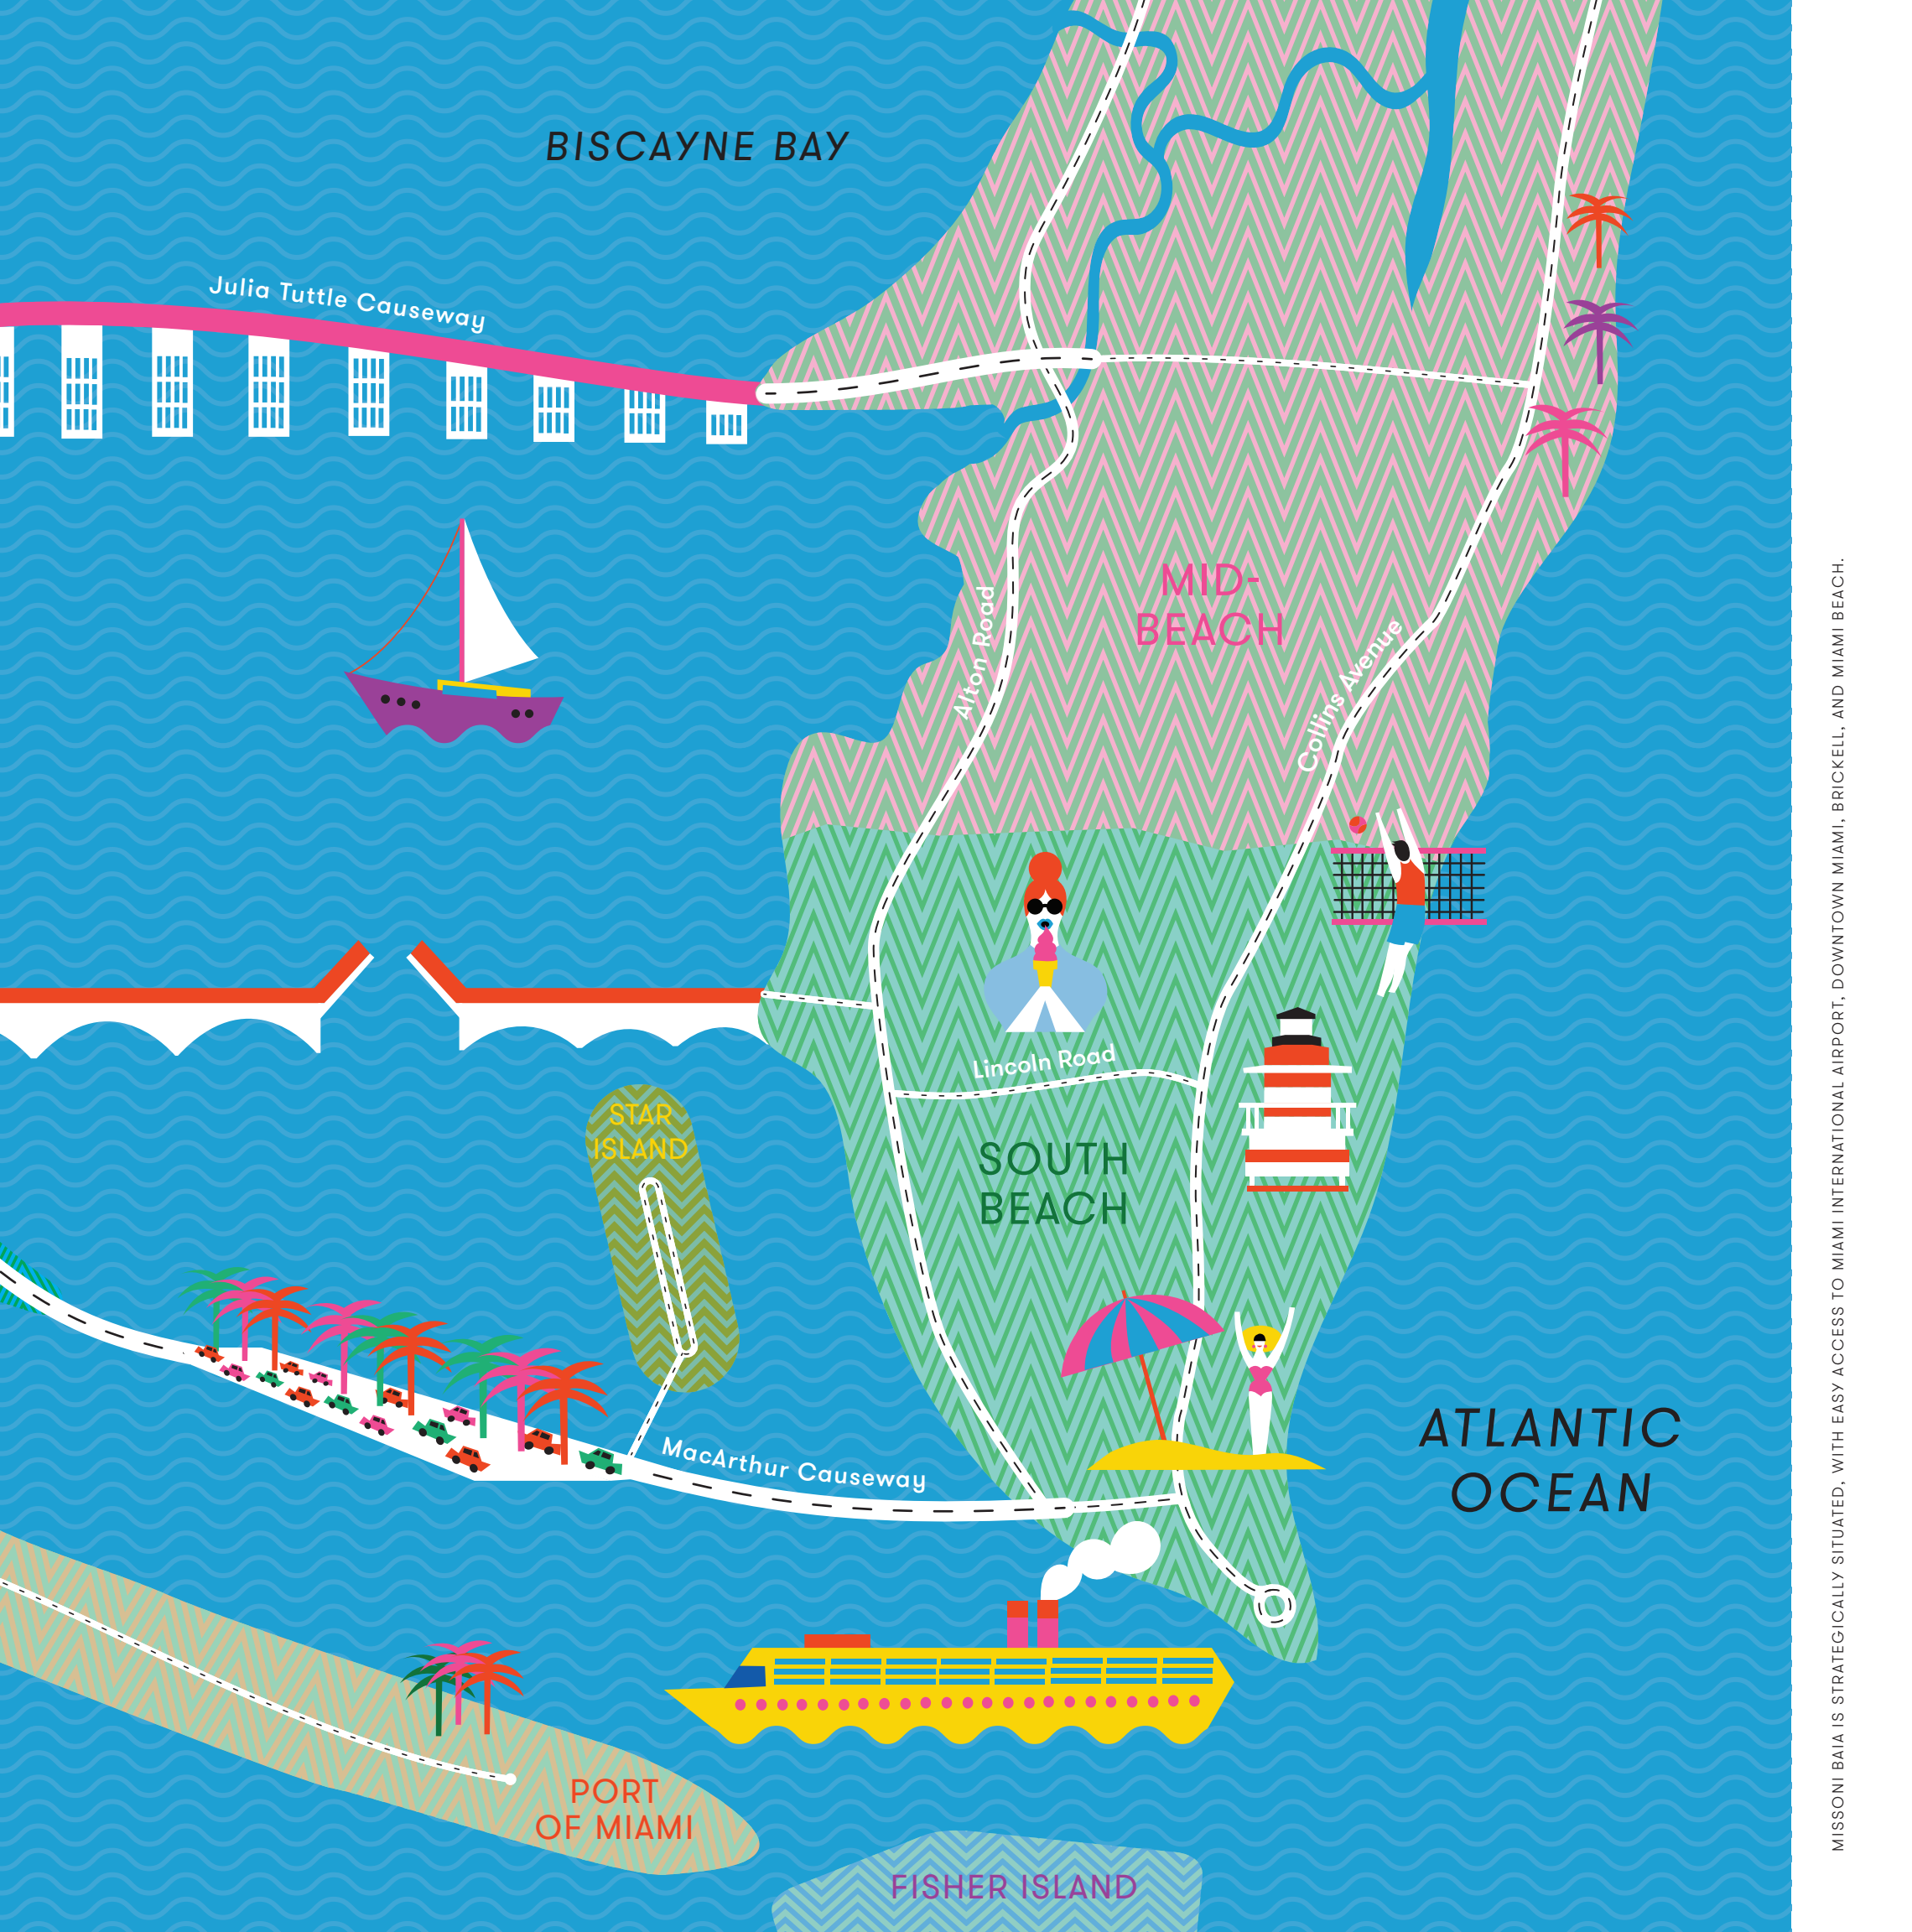 BISCAYNE BAY
Julia Tuttle Causeway
MID-
BEACH
Alton Road
Collins Avenue
Lincoln Road
STAR
ISLAND
SOUTH
BEACH
MacArthur Causeway
ATLANTIC
OCEAN
PORT
OF MIAMI
FISHER ISLAND
MISSONI BAIA IS STRATEGICALLY SITUATED, WITH EASY ACCESS TO MIAMI INTERNATIONAL AIRPORT, DOWNTOWN MIAMI, BRICKELL, AND MIAMI BEACH.